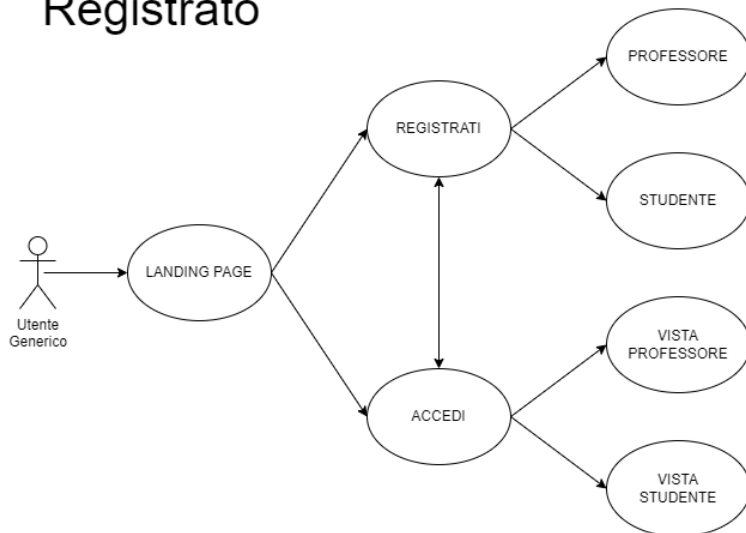 Registrato
PROFESSORE
REGISTRATI
STUDENTE
LANDING PAGE
Utente
Generico
VISTA
PROFESSORE
ACCEDI
VISTA
STUDENTE